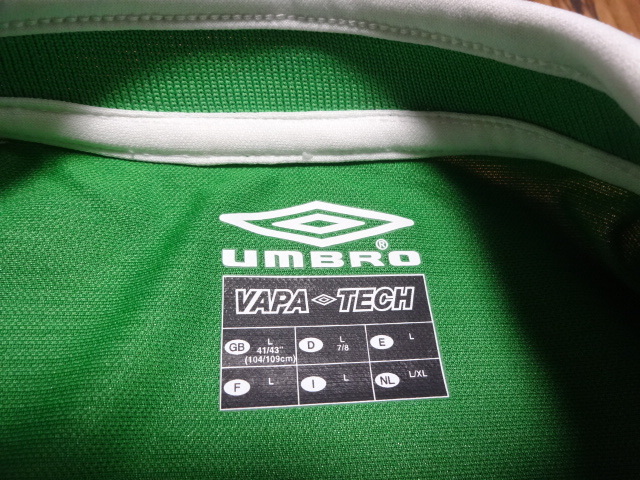 UMBRO®
VAPA TECH
GB L 41/43" (104/109cm) D L 7/8 E L
F L I L NL L/XL